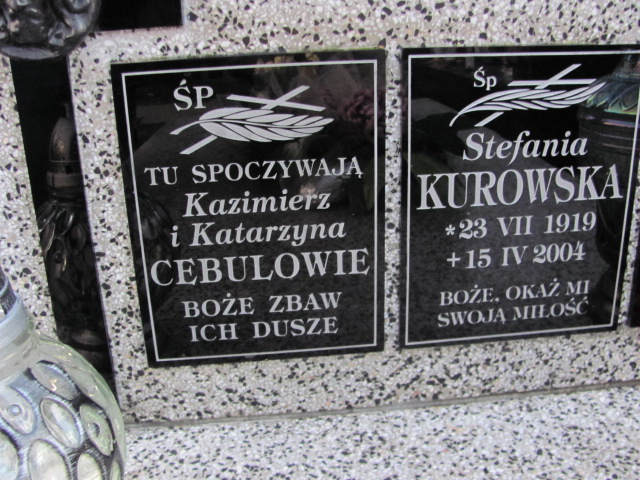 ŚP
TU SPOCZYWAJĄ
Kazimierz
i Katarzyna
CEBULOWIE
BOŻE ZBAW
ICH DUSZE
Śp
Stefania
KUROWSKA
*23 VII 1919
+15 IV 2004
BOŻE, OKAŻ MI
SWOJĄ MIŁOŚĆ